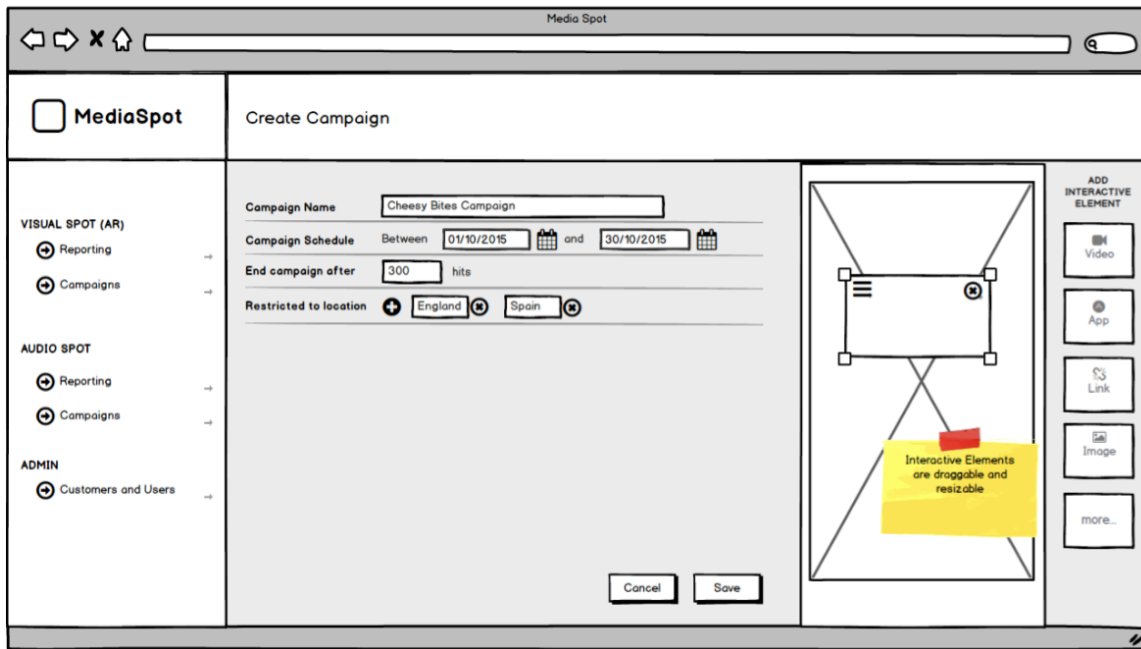 Media Spot
MediaSpot
Create Campaign
VISUAL SPOT (AR)
Reporting
Campaigns
AUDIO SPOT
Reporting
Campaigns
ADMIN
Customers and Users
Campaign Name Cheesy Bites Campaign
Campaign Schedule Between 01/10/2015 and 30/10/2015
End campaign after 300 hits
Restricted to location England Spain
Cancel Save
Interactive Elements
are draggable and
resizable
ADD
INTERACTIVE
ELEMENT
Video
App
Link
Image
more...